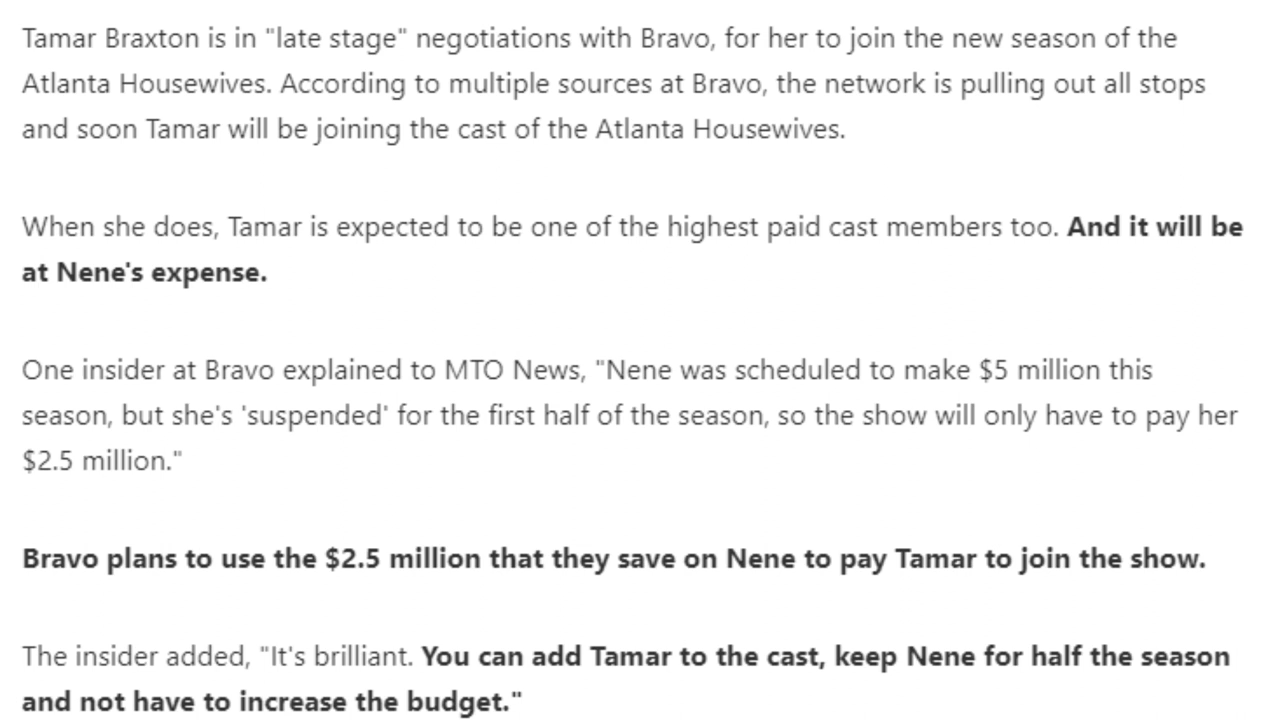 Tamar Braxton is in "late stage" negotiations with Bravo, for her to join the new season of the
Atlanta Housewives. According to multiple sources at Bravo, the network is pulling out all stops
and soon Tamar will be joining the cast of the Atlanta Housewives.
When she does, Tamar is expected to be one of the highest paid cast members too. And it will be
at Nene's expense.
One insider at Bravo explained to MTO News, "Nene was scheduled to make $5 million this
season, but she's 'suspended' for the first half of the season, so the show will only have to pay her
$2.5 million."
Bravo plans to use the $2.5 million that they save on Nene to pay Tamar to join the show.
The insider added, "It's brilliant. You can add Tamar to the cast, keep Nene for half the season
and not have to increase the budget."